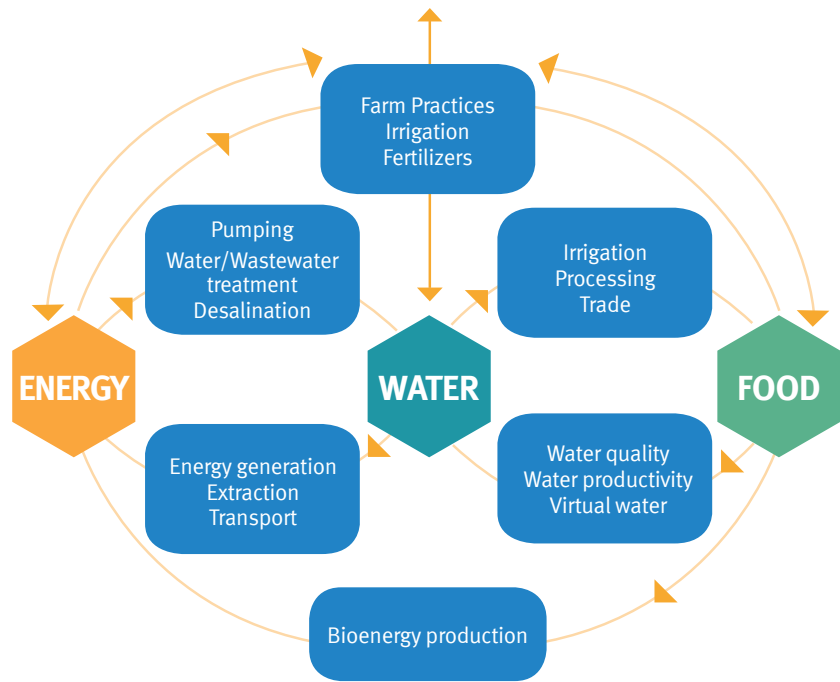 Farm Practices
Irrigation
Fertilizers
Pumping
Water/Wastewater
treatment
Desalination
Irrigation
Processing
Trade
ENERGY
WATER
FOOD
Energy generation
Extraction
Transport
Water quality
Water productivity
Virtual water
Bioenergy production